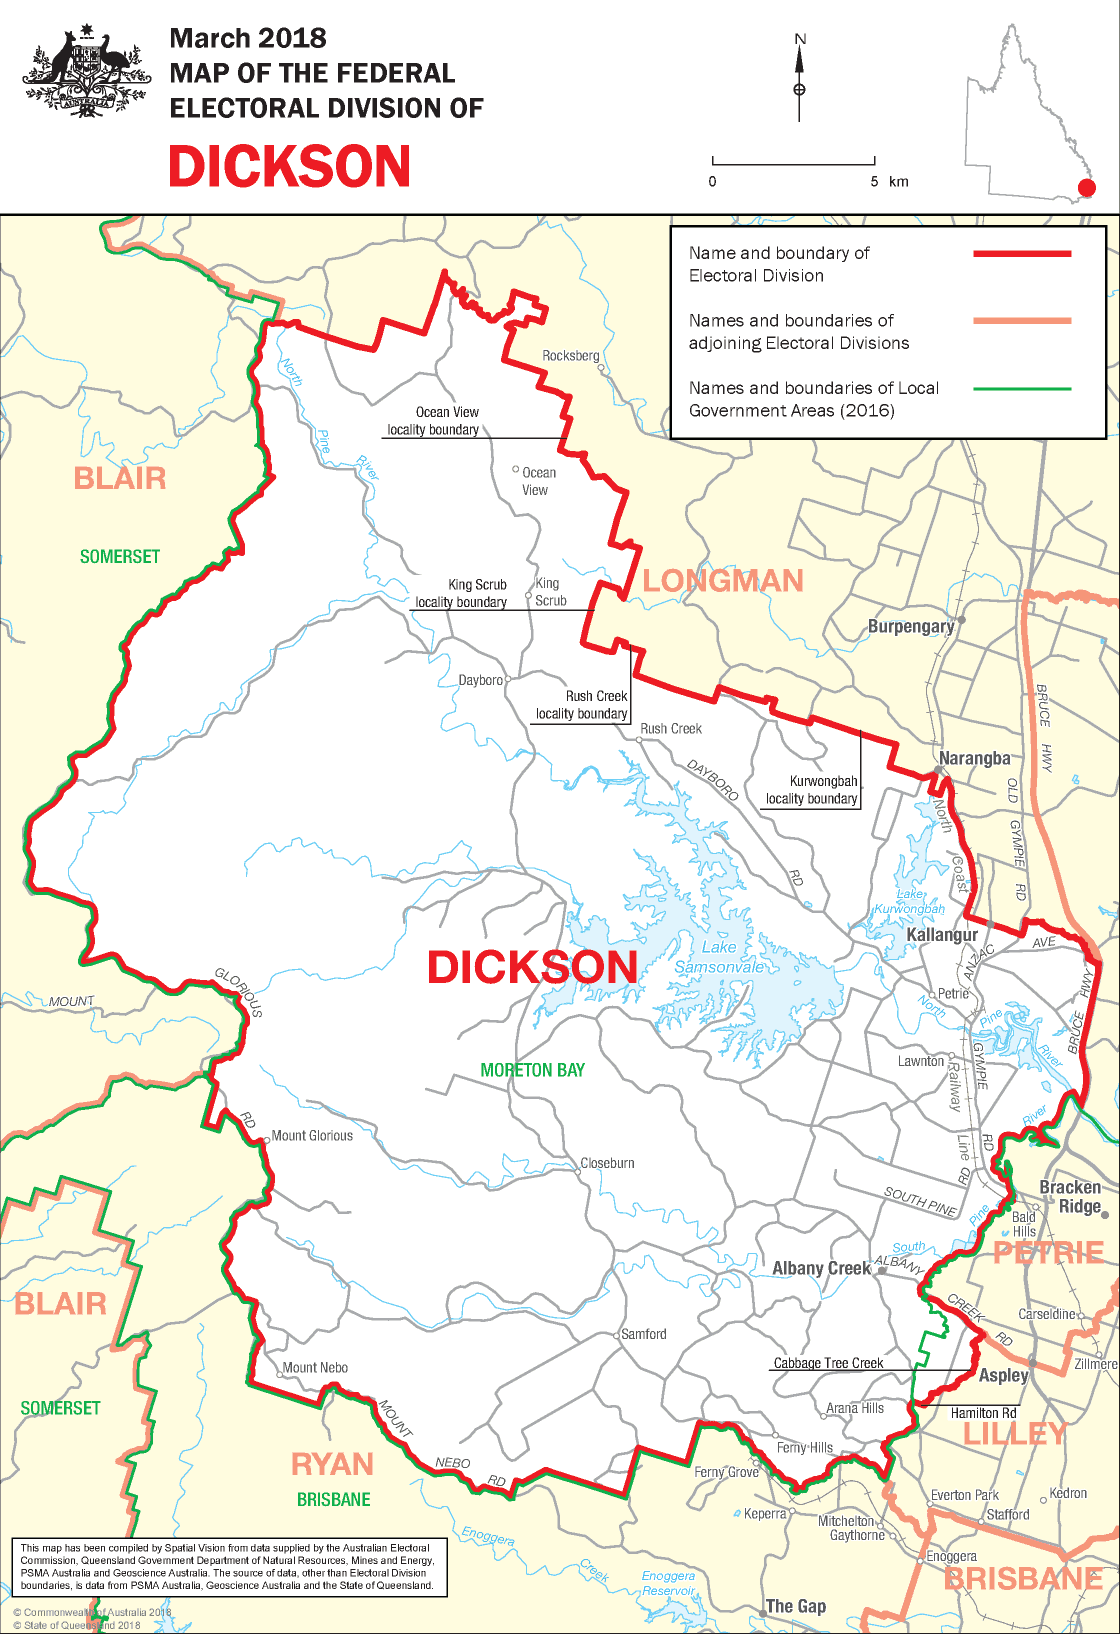 March 2018
MAP OF THE FEDERAL
ELECTORAL DIVISION OF
DICKSON
AUSTRALIA
N
0 5 km
Name and boundary of
Electoral Division
Names and boundaries of
adjoining Electoral Divisions
Names and boundaries of Local
Government Areas (2016)
Rocksberg
North
Pine
River
Ocean View
locality boundary
Ocean
View
BLAIR
SOMERSET
LONGMAN
King Scrub
locality boundary
King
Scrub
Burpengary
Dayboro
Rush Creek
locality boundary
Rush Creek
BRUCE
HWY
DAYBORO
RD
Kurwongbah
locality boundary
Narangba
OLD
GYMPIE
RD
North
Coast
Lake
Kurwongbah
Kallangur
ANZAC
AVE
DICKSON
Lake
Samsonvale
MOUNT
GLORIOUS
RD
Petrie
North
Pine
River
BRUCE
HWY
MORETON BAY
Lawnton
Railway
Line
GYMPIE
RD
River
Mount Glorious
Closeburn
SOUTH PINE
RD
Bracken
Ridge
Bald
Hills
Pine
South
PETRIE
Albany Creek
ALBANY
CREEK
RD
BLAIR
Carseldine
Samford
Zillmere
Cabbage Tree Creek
Aspley
Mount Nebo
SOMERSET
Arana Hills
Hamilton Rd
LILLEY
MOUNT
NEBO
RD
Ferny Hills
RYAN
BRISBANE
Ferny Grove
Everton Park
Kedron
Keperra
Stafford
Mitchelton
Gaythorne
Enoggera
Creek
Enoggera
Enoggera
Reservoir
BRISBANE
The Gap
This map has been compiled by Spatial Vision from data supplied by the Australian Electoral
Commission, Queensland Government Department of Natural Resources, Mines and Energy,
PSMA Australia and Geoscience Australia. The source of data, other than Electoral Division
boundaries, is data from PSMA Australia, Geoscience Australia and the State of Queensland.
© Commonwealth of Australia 2018
© State of Queensland 2018